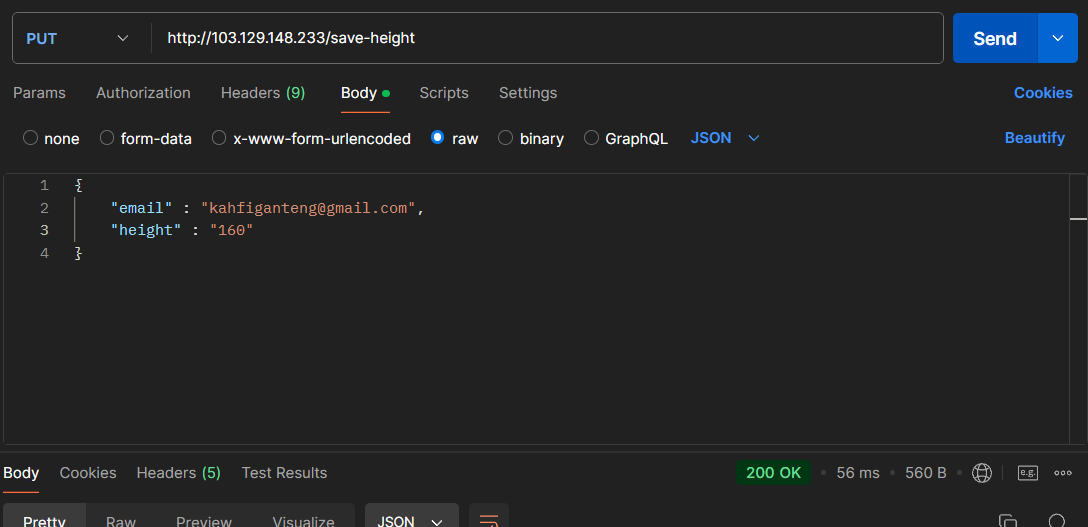 PUT http://103.129.148.233/save-height Send
Params Authorization Headers (9) Body Scripts Settings Cookies
none form-data x-www-form-urlencoded raw binary GraphQL JSON Beautify
1 {
2 "email" : "kahfiganteng@gmail.com",
3 "height" : "160"
4 }
Body Cookies Headers (5) Test Results 200 OK 56 ms 560 B e.g.
Pretty Raw Preview Visualize JSON